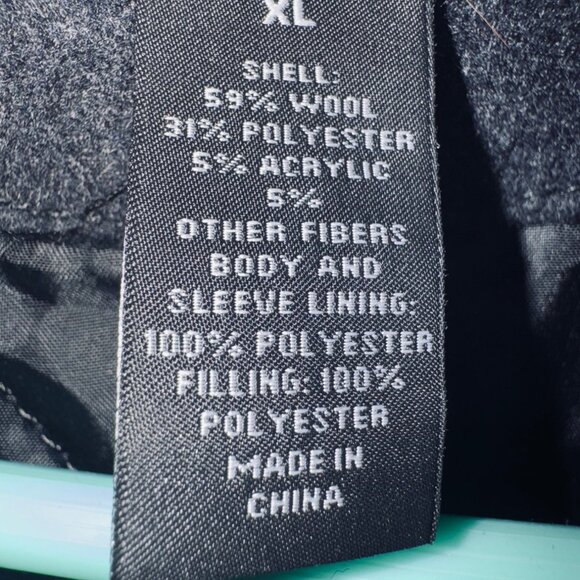 XL
SHELL:
59% WOOL
31% POLYESTER
5% ACRYLIC
5%
OTHER FIBERS
BODY AND
SLEEVE LINING:
100% POLYESTER
FILLING: 100%
POLYESTER
MADE IN
CHINA